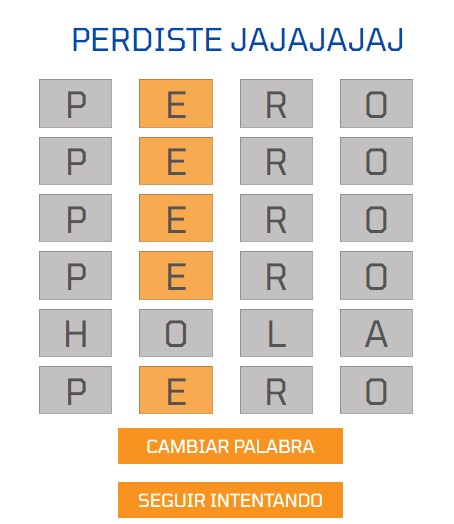 PERDISTE JAJAJAJAJ
P E R O
P E R O
P E R O
P E R O
H O L A
P E R O
CAMBIAR PALABRA
SEGUIR INTENTANDO